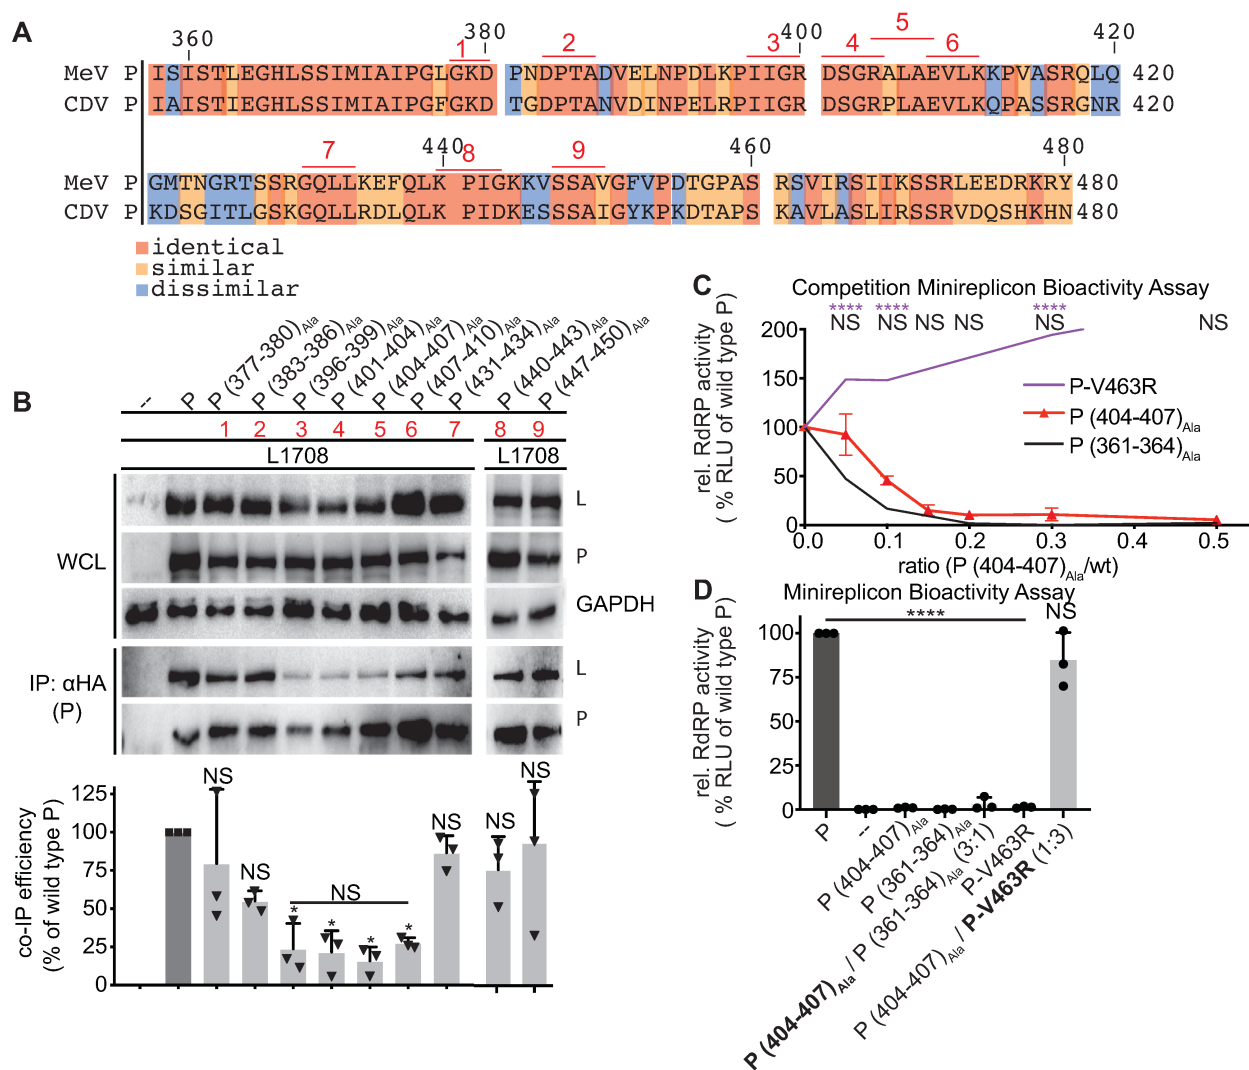 A
360
380
400
420
1
2
3
4
5
6
MeV P ISISTLEGHLSSIMIAIPGLGKD PNDPTADVELNPDLKPIIGR DSGRALAEVLKKPVASRQLQ 420
CDV P IAISTIEGHLSSIMIAIPGFGKD TGDPTANVDINPELRPIIGR DSGRPLAEVLKQPASSRGNR 420
440
460
480
7
8
9
MeV P GMTNGRTSSRGQLLKEFQLK PIGKKVSSAVGFVPDTGPAS RSVIRSIIKSSRLEEDRKRY 480
CDV P KDSGITLGSKGQLLRDLQLK PIDKESSSAIGYKPKDTAPS KAVLASLIRSSRVDQSHKHN 480
identical
similar
dissimilar
B
--
P
P (377-380)Ala
P (383-386)Ala
P (396-399)Ala
P (401-404)Ala
P (404-407)Ala
P (407-410)Ala
P (431-434)Ala
P (440-443)Ala
P (447-450)Ala
1 2 3 4 5 6 7 8 9
L1708 L1708
WCL
L
P
GAPDH
IP: αHA
(P)
L
P
co-IP efficiency
(% of wild type P)
125
100
75
50
25
0
NS
NS
NS
* * * *
NS
NS
NS
C
Competition Minireplicon Bioactivity Assay
**** **** ****
NS NS NS NS NS NS
rel. RdRP activity
( % RLU of wild type P)
200
150
100
50
0
P-V463R
P (404-407)Ala
P (361-364)Ala
0.0 0.1 0.2 0.3 0.4 0.5
ratio (P (404-407)Ala/wt)
D
Minireplicon Bioactivity Assay
****
NS
rel. RdRP activity
( % RLU of wild type P)
100
75
50
25
0
P
--
P (404-407)Ala
P (361-364)Ala
P (404-407)Ala / P (361-364)Ala (3:1)
P-V463R
P (404-407)Ala / P-V463R (1:3)